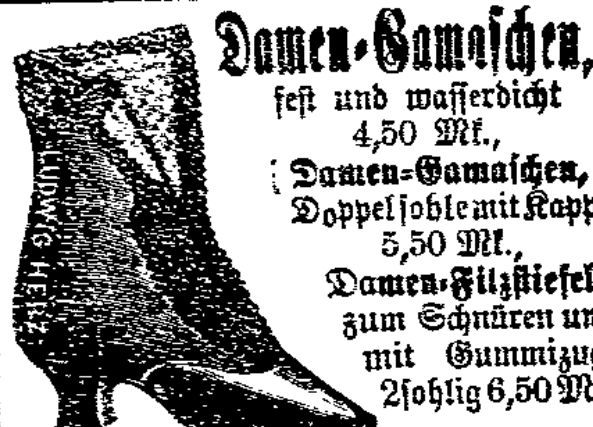 Damen-Gamaschen,
fest und wasserdicht
4,50 Mk.,
Damen-Gamaschen,
Doppelsohle mit Kapp
5,50 Mk.,
Damen-Filzstiefel
zum Schnüren un
mit Gummizug
2sohlig 6,50 M
LUDWIG HERZ